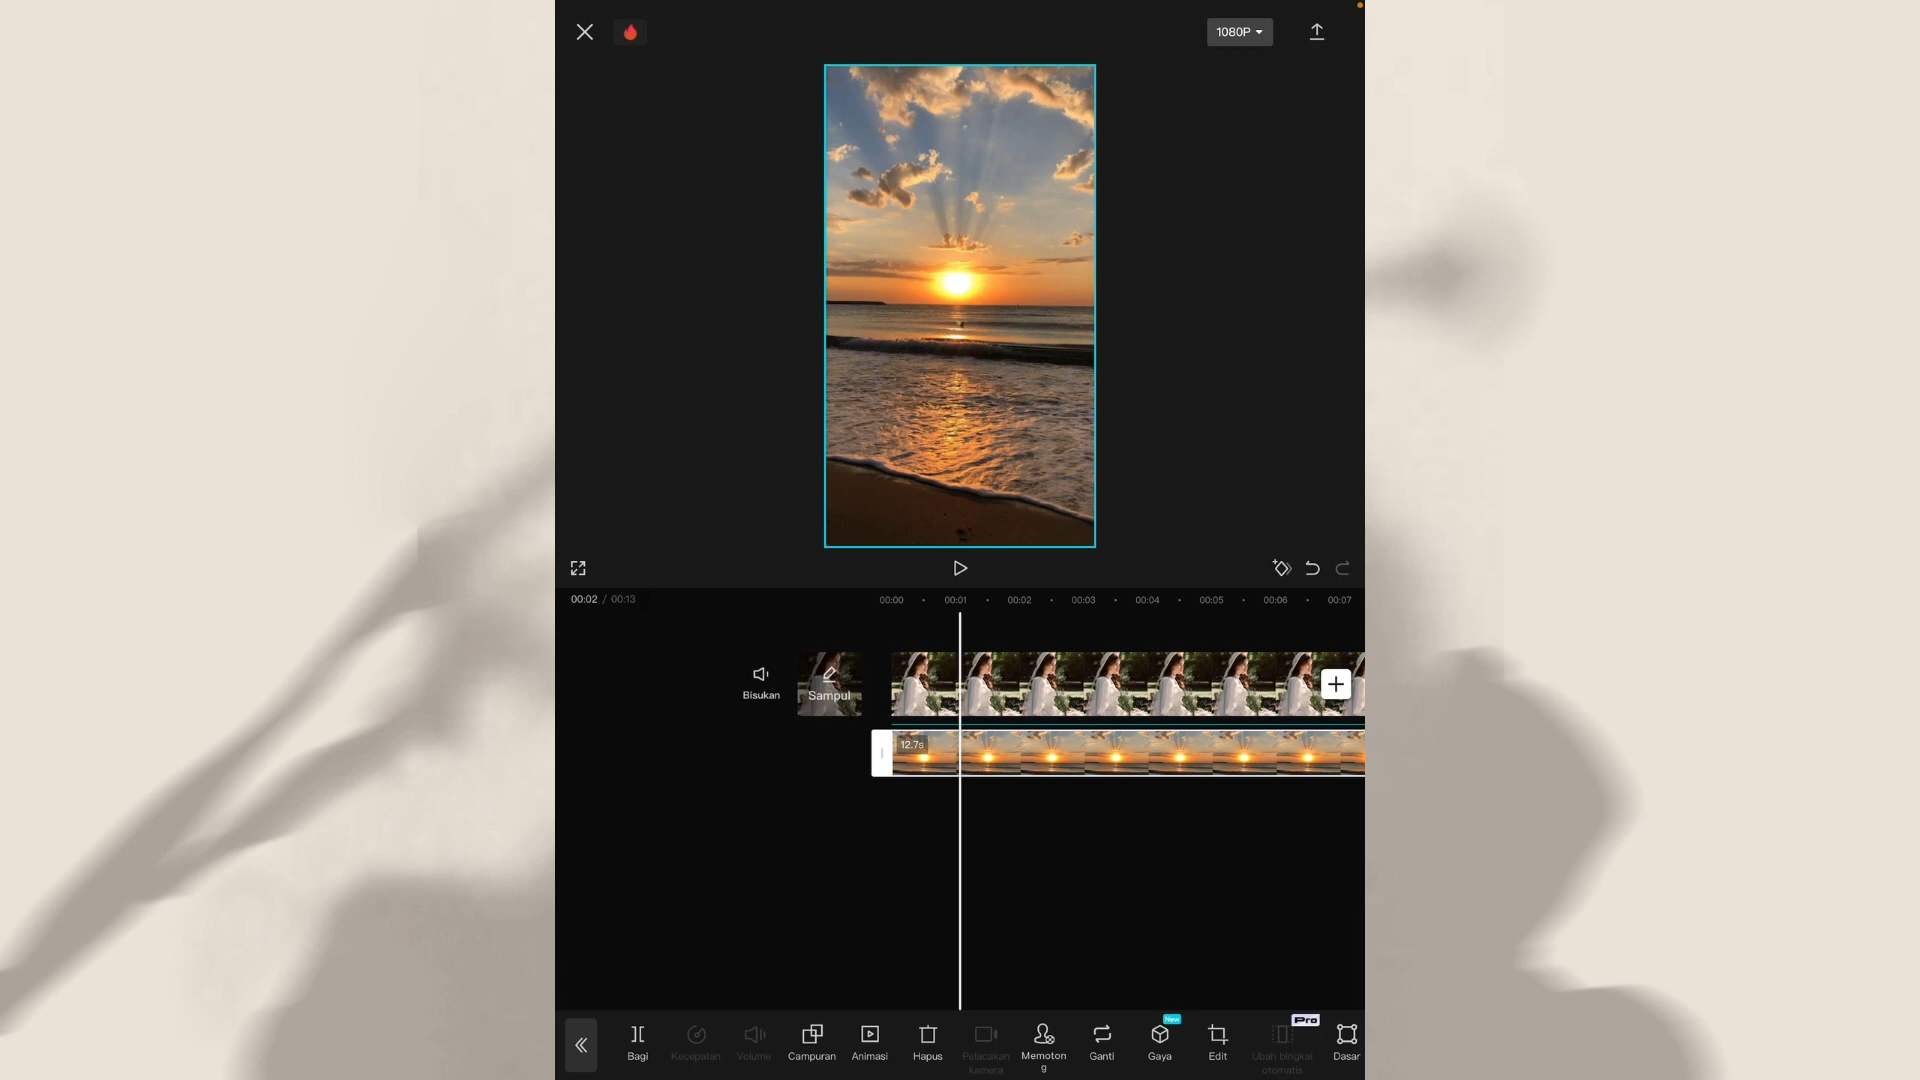 1080P
00:02 / 00:13
00:00 00:01 00:02 00:03 00:04 00:05 00:06 00:07
Bisukan
Sampul
12.7s
New
Pro
Bagi Kecepatan Volume Campuran Animasi Hapus Pelacakan Memoton Ganti Gaya Edit Ubah bingkai Dasar
kamera g otomatis